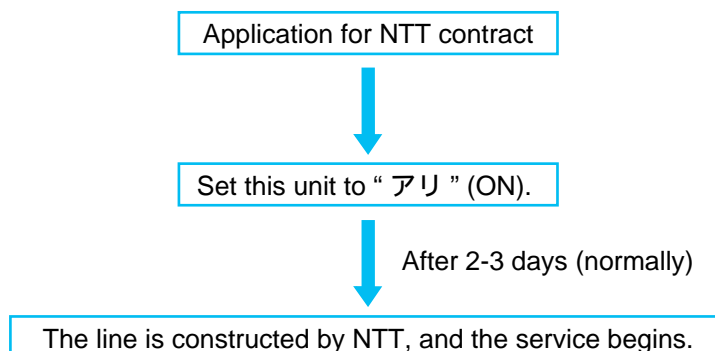 Application for NTT contract
Set this unit to “ アリ ” (ON).
After 2-3 days (normally)
The line is constructed by NTT, and the service begins.